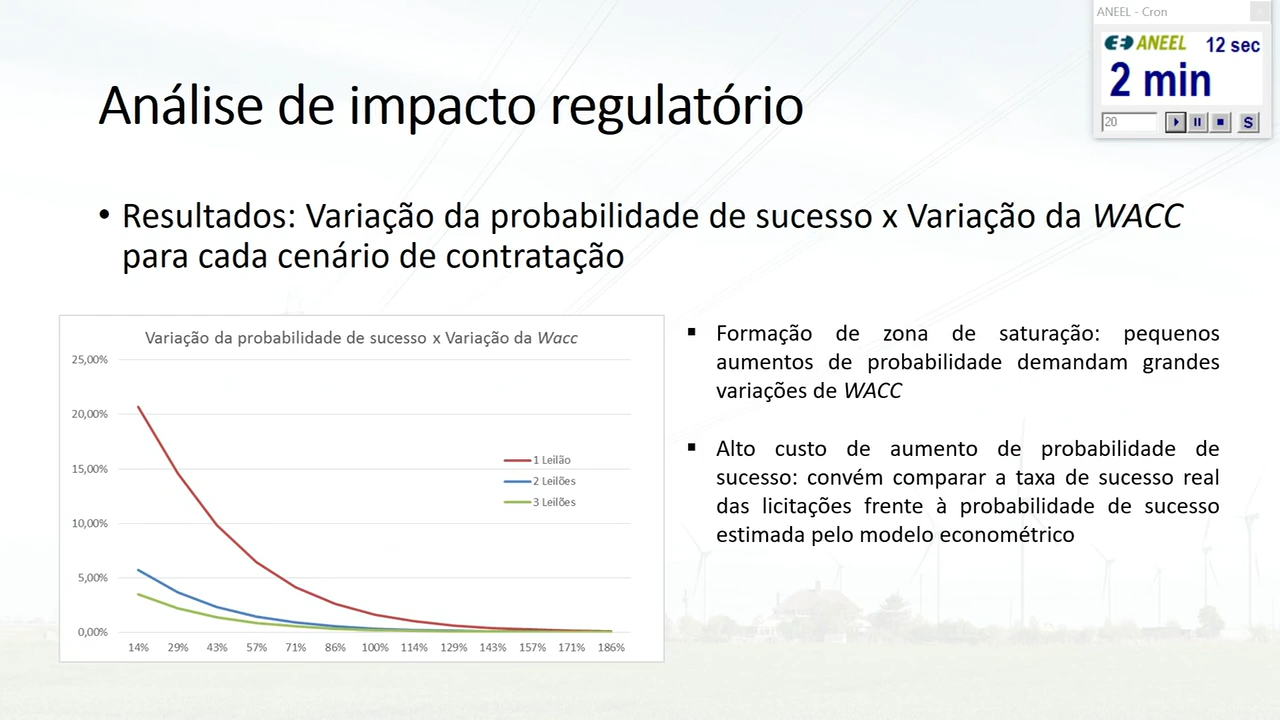 ANEEL - Cron
ANEEL 12 sec
2 min
20
S
Análise de impacto regulatório
• Resultados: Variação da probabilidade de sucesso x Variação da WACC
para cada cenário de contratação
Variação da probabilidade de sucesso x Variação da Wacc
25,00%
20,00%
15,00%
10,00%
5,00%
0,00%
14% 29% 43% 57% 71% 86% 100% 114% 129% 143% 157% 171% 186%
1 Leilão
2 Leilões
3 Leilões
▪ Formação de zona de saturação: pequenos
aumentos de probabilidade demandam grandes
variações de WACC
▪ Alto custo de aumento de probabilidade de
sucesso: convém comparar a taxa de sucesso real
das licitações frente à probabilidade de sucesso
estimada pelo modelo econométrico